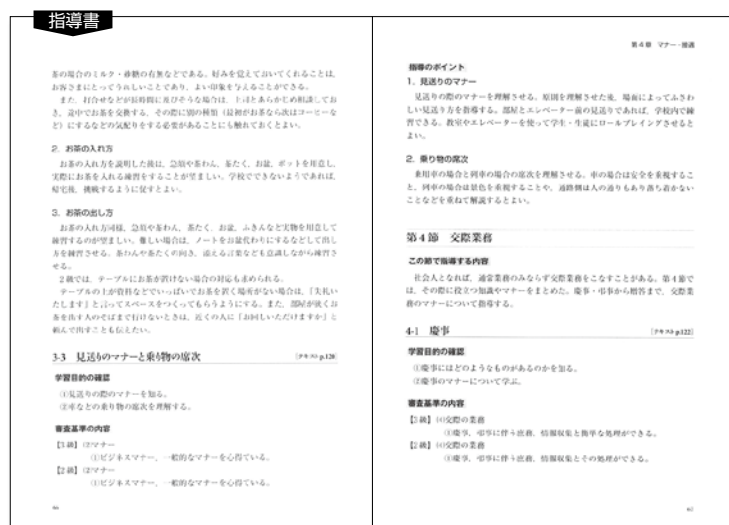 指導書
茶の場合のミルク・砂糖の有無などである。好みを覚えておいてくれることは、
お客さまにとってうれしいことであり、よい印象を与えることができる。
また、打合せなどが長時間に及びそうな場合は、上司とあらかじめ相談してお
き、途中でお茶を交換する、その際に別の種類(最初がお茶なら次はコーヒーな
ど)にするなどの気配りをする必要があることにも触れておくとよい。
2. お茶の入れ方
お茶の入れ方を説明した後は、急須や茶わん、茶たく、お盆、ポットを用意し、
実際にお茶を入れる練習をすることが望ましい。学校でできないようであれば、
帰宅後、挑戦するように促すとよい。
3. お茶の出し方
お茶の入れ方同様、急須や茶わん、茶たく、お盆、ふきんなど実物を用意して
練習するのが望ましい。難しい場合は、ノートをお盆代わりにするなどして出し
方を練習させる。茶わんや茶たくの向き、添える言葉なども意識しながら練習さ
せる。
2級では、テーブルにお茶が置けない場合の対応も求められる。
テーブルの上が資料などでいっぱいでお茶を置く場所がない場合は、「失礼い
たします」と言ってスペースをつくってもらうようにする。また、部屋が狭くお
茶を出す人のそばまで行けないときは、近くの人に「お回しいただけますか」と
頼んで出すことも伝えたい。
3-3 見送りのマナーと乗り物の席次 [テキストp.120]
学習目的の確認
①見送りの際のマナーを知る。
②車などの乗り物の席次を理解する。
審査基準の内容
【3級】(2)マナー
①ビジネスマナー、一般的なマナーを心得ている。
【2級】(2)マナー
①ビジネスマナー、一般的なマナーを心得ている。
第4章 マナー・接遇
指導のポイント
1. 見送りのマナー
見送りの際のマナーを理解させる。原則を理解させた後、場面によってふさわ
しい見送り方を指導する。部屋とエレベーター前の見送りであれば、学校内で練
習できる。教室やエレベーターを使って学生・生徒にロールプレイングさせると
よい。
2. 乗り物の席次
乗用車の場合と列車の場合の席次を理解させる。車の場合は安全を重視するこ
と、列車の場合は景色を重視することや、通路側は人の通りもあり落ち着かない
ことなどを重ねて解説するとよい。
第4節 交際業務
この節で指導する内容
社会人となれば、通常業務のみならず交際業務をこなすことがある。第4節で
は、その際に役立つ知識やマナーをまとめた。慶事・弔事から贈答まで、交際業
務のマナーについて指導する。
4-1 慶事 [テキストp.122]
学習目的の確認
①慶事にはどのようなものがあるのかを知る。
②慶事のマナーについて学ぶ。
審査基準の内容
【3級】(4)交際の業務
①慶事、弔事に伴う庶務、情報収集と簡単な処理ができる。
【2級】(4)交際の業務
①慶事、弔事に伴う庶務、情報収集とその処理ができる。